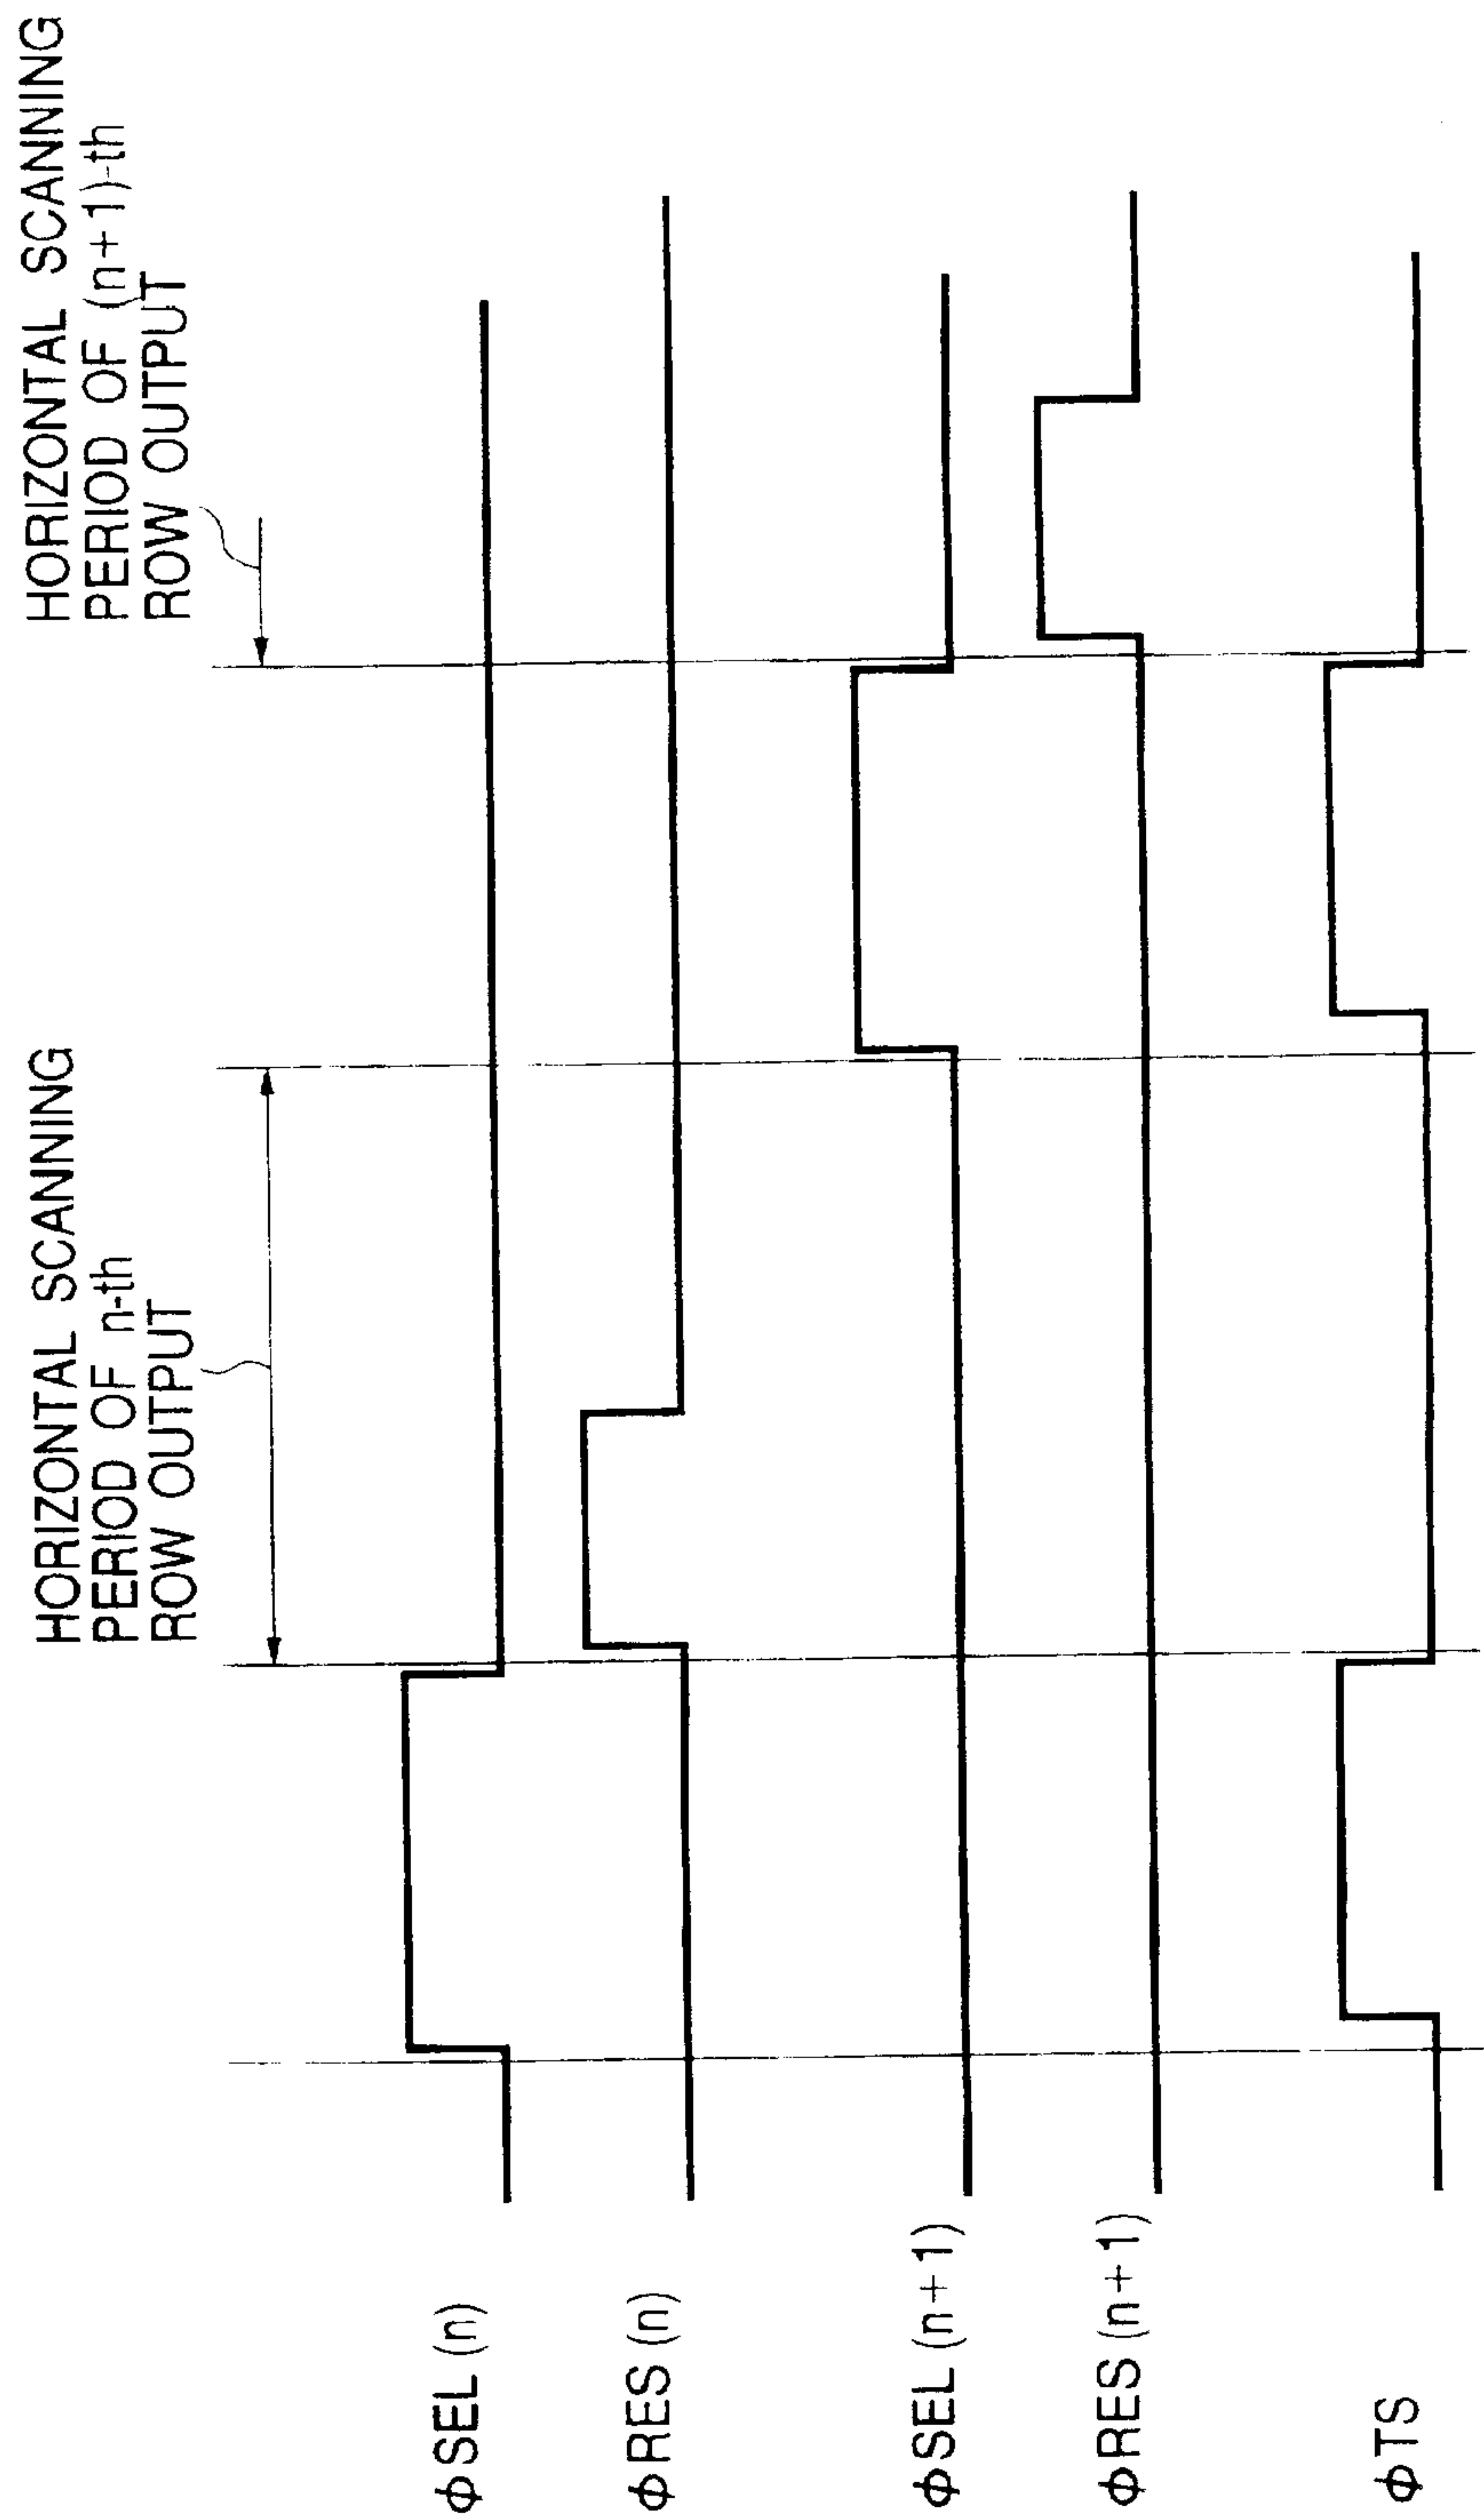 HORIZONTAL SCANNING
PERIOD OF n-th
ROW OUTPUT
HORIZONTAL SCANNING
PERIOD OF (n+1)-th
ROW OUTPUT
ϕSEL (n)
ϕRES (n)
ϕSEL (n+1)
ϕRES (n+1)
ϕTS